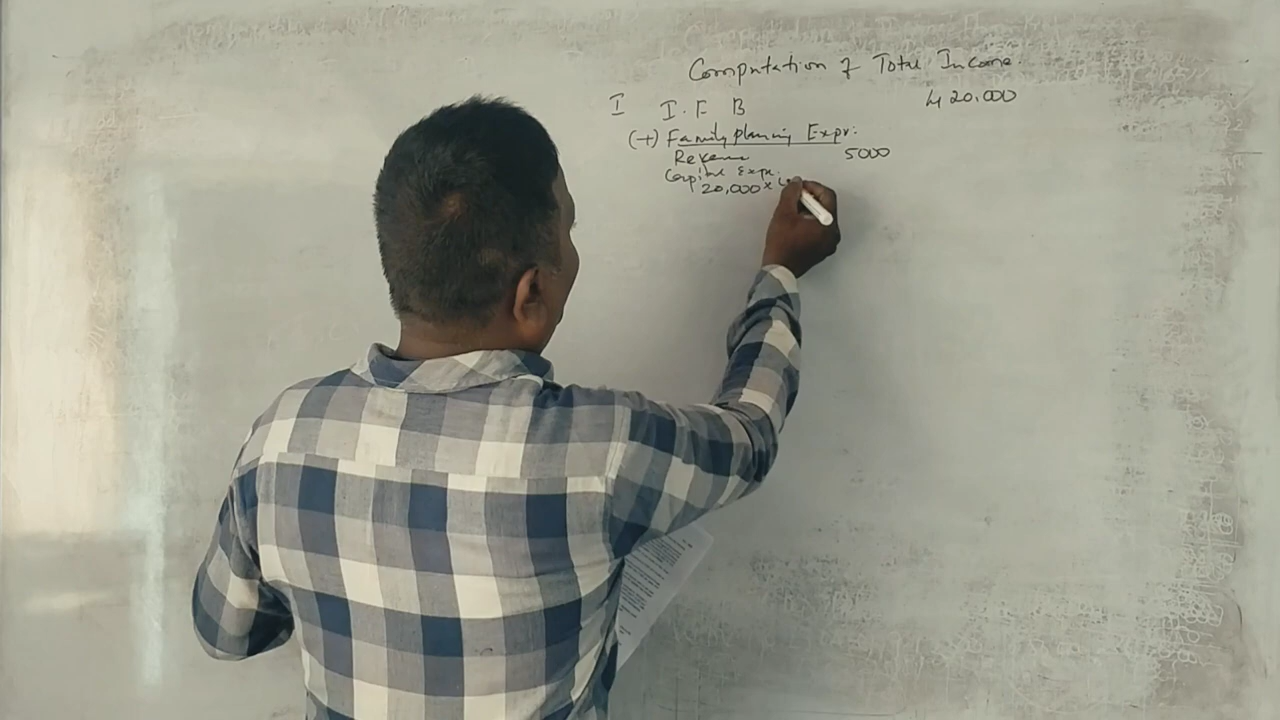 Computation of Total Income.
I I. F B 4,20,000
(+) Family planning Expr:
Revenue 5000
Capital Expr.
20,000 ×